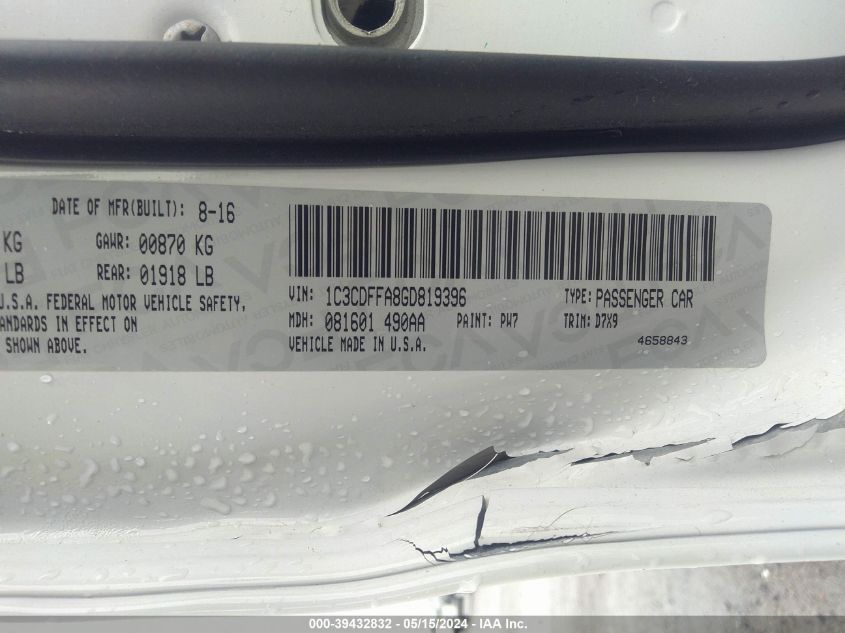 DATE OF MFR(BUILT): 8-16
KG GAWR: 00870 KG
LB REAR: 01918 LB
U.S.A. FEDERAL MOTOR VEHICLE SAFETY,
STANDARDS IN EFFECT ON
SHOWN ABOVE.
VIN: 1C3CDFFA8GD819396 TYPE: PASSENGER CAR
MDH: 081601 490AA PAINT: PW7 TRIM: D7X9
VEHICLE MADE IN U.S.A. 4658843
000-39432832 - 05/15/2024 - IAA Inc.